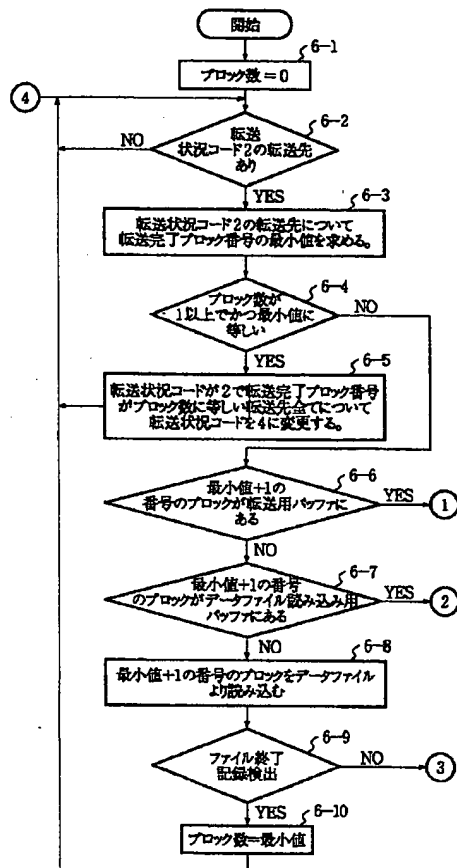 開始
6-1
ブロック数=0
4
6-2
転送
状況コード2の転送先
あり
NO
YES
6-3
転送状況コード2の転送先について
転送完了ブロック番号の最小値を求める。
6-4
ブロック数が
1以上でかつ最小値に
等しい
NO
YES
6-5
転送状況コードが2で転送完了ブロック番号
がブロック数に等しい転送先全てについて
転送状況コードを4に変更する。
6-6
最小値+1の
番号のブロックが転送用バッファに
ある
YES
1
NO
6-7
最小値+1の番号
のブロックがデータファイル読み込み用
バッファにある
YES
2
NO
6-8
最小値+1の番号のブロックをデータファイル
より読み込む
6-9
ファイル終了
記録検出
NO
3
YES
6-10
ブロック数=最小値